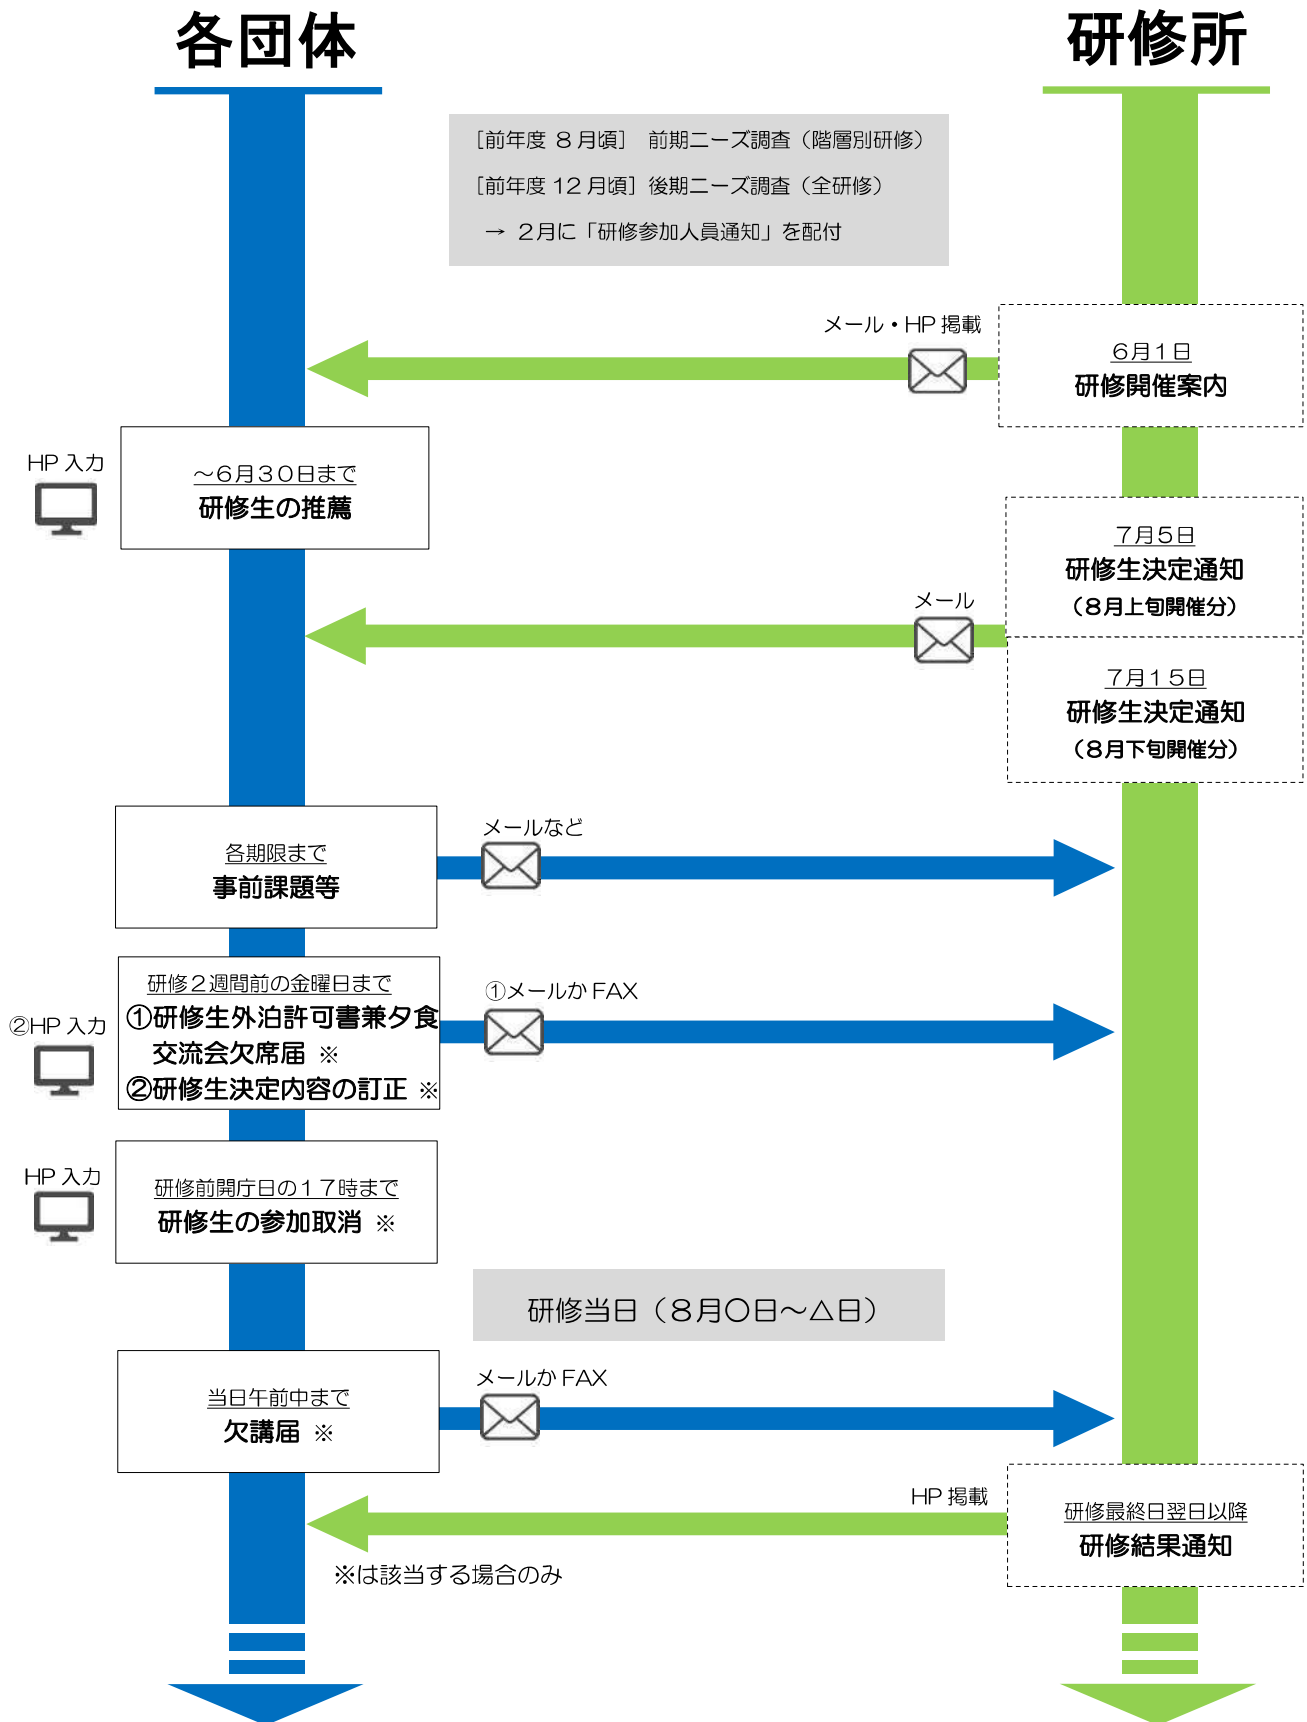 各団体
研修所
［前年度 ８月頃］ 前期ニーズ調査（階層別研修）
［前年度 12 月頃］後期ニーズ調査（全研修）
→ ２月に「研修参加人員通知」を配付
メール・HP 掲載
６月１日
研修開催案内
HP 入力
～６月３０日まで
研修生の推薦
７月５日
研修生決定通知
（８月上旬開催分）
メール
７月１５日
研修生決定通知
（８月下旬開催分）
メールなど
各期限まで
事前課題等
研修２週間前の金曜日まで
①研修生外泊許可書兼夕食
交流会欠席届 ※
②研修生決定内容の訂正 ※
①メールか FAX
②HP 入力
HP 入力
研修前開庁日の１７時まで
研修生の参加取消 ※
研修当日（８月〇日～△日）
メールか FAX
当日午前中まで
欠講届 ※
HP 掲載
研修最終日翌日以降
研修結果通知
※は該当する場合のみ